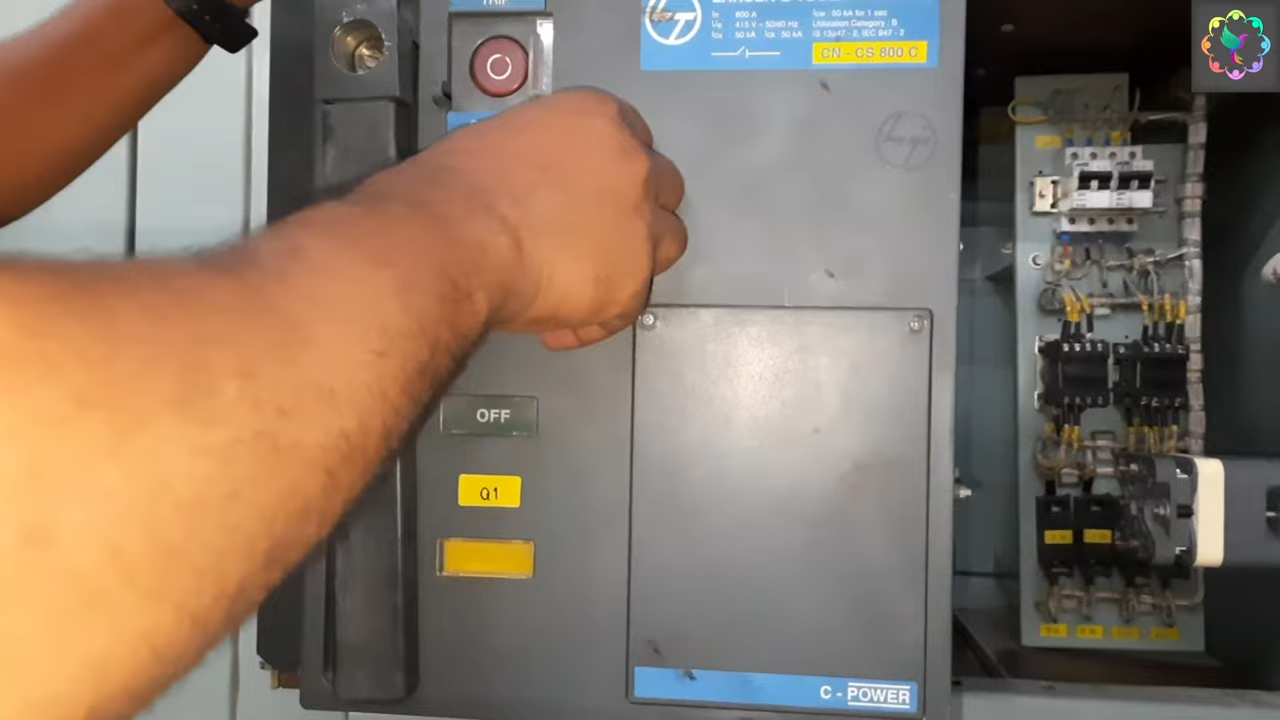 TRIP
In 800 A
Ue 415 V ~ 50/60 Hz
Icu : 50 kA Ics : 50 kA
Icw : 50 kA for 1 sec
Utilization Category : B
IS 13947 - 2, IEC 947 - 2
CN - CS 800 C
OFF
Q1
C - POWER